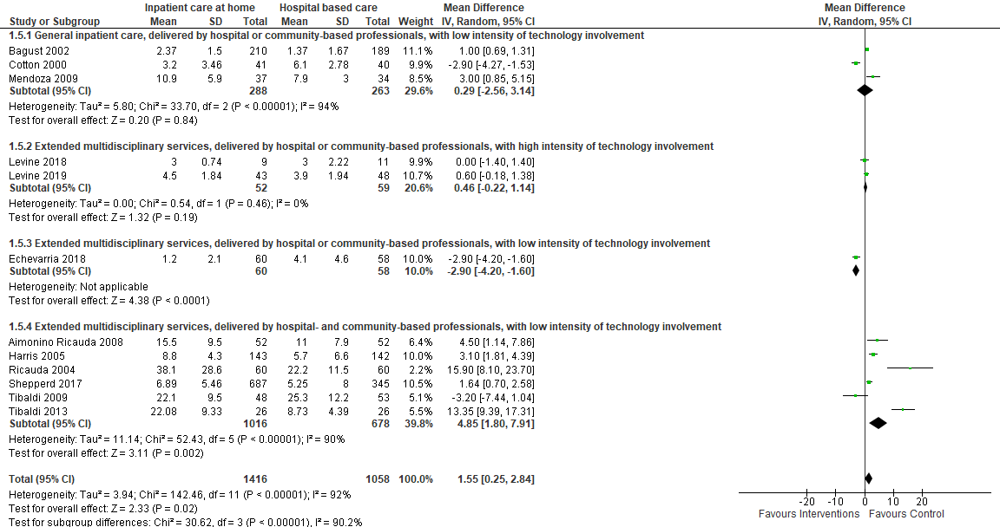 Inpatient care at home Hospital based care Mean Difference Mean Difference
Study or Subgroup Mean SD Total Mean SD Total Weight IV, Random, 95% CI IV, Random, 95% CI
1.5.1 General inpatient care, delivered by hospital or community-based professionals, with low intensity of technology involvement
Bagust 2002 2.37 1.5 210 1.37 1.67 189 11.1% 1.00 [0.69, 1.31]
Cotton 2000 3.2 3.46 41 6.1 2.78 40 9.9% -2.90 [-4.27, -1.53]
Mendoza 2009 10.9 5.9 37 7.9 3 34 8.5% 3.00 [0.85, 5.15]
Subtotal (95% CI) 288 263 29.6% 0.29 [-2.56, 3.14]
Heterogeneity: Tau² = 5.80; Chi² = 33.70, df = 2 (P < 0.00001); I² = 94%
Test for overall effect: Z = 0.20 (P = 0.84)
1.5.2 Extended multidisciplinary services, delivered by hospital or community-based professionals, with high intensity of technology involvement
Levine 2018 3 0.74 9 3 2.22 11 9.9% 0.00 [-1.40, 1.40]
Levine 2019 4.5 1.84 43 3.9 1.94 48 10.7% 0.60 [-0.18, 1.38]
Subtotal (95% CI) 52 59 20.6% 0.46 [-0.22, 1.14]
Heterogeneity: Tau² = 0.00; Chi² = 0.54, df = 1 (P = 0.46); I² = 0%
Test for overall effect: Z = 1.32 (P = 0.19)
1.5.3 Extended multidisciplinary services, delivered by hospital or community-based professionals, with low intensity of technology involvement
Echevarria 2018 1.2 2.1 60 4.1 4.6 58 10.0% -2.90 [-4.20, -1.60]
Subtotal (95% CI) 60 58 10.0% -2.90 [-4.20, -1.60]
Heterogeneity: Not applicable
Test for overall effect: Z = 4.38 (P < 0.0001)
1.5.4 Extended multidisciplinary services, delivered by hospital- and community-based professionals, with low intensity of technology involvement
Aimonino Ricauda 2008 15.5 9.5 52 11 7.9 52 6.4% 4.50 [1.14, 7.86]
Harris 2005 8.8 4.3 143 5.7 6.6 142 10.0% 3.10 [1.81, 4.39]
Ricauda 2004 38.1 28.6 60 22.2 11.5 60 2.2% 15.90 [8.10, 23.70]
Shepperd 2017 6.89 5.46 687 5.25 8 345 10.5% 1.64 [0.70, 2.58]
Tibaldi 2009 22.1 9.5 48 25.3 12.2 53 5.1% -3.20 [-7.44, 1.04]
Tibaldi 2013 22.08 9.33 26 8.73 4.39 26 5.5% 13.35 [9.39, 17.31]
Subtotal (95% CI) 1016 678 39.8% 4.85 [1.80, 7.91]
Heterogeneity: Tau² = 11.14; Chi² = 52.43, df = 5 (P < 0.00001); I² = 90%
Test for overall effect: Z = 3.11 (P = 0.002)
Total (95% CI) 1416 1058 100.0% 1.55 [0.25, 2.84]
Heterogeneity: Tau² = 3.94; Chi² = 142.46, df = 11 (P < 0.00001); I² = 92%
Test for overall effect: Z = 2.33 (P = 0.02)
Test for subgroup differences: Chi² = 30.62, df = 3 (P < 0.00001), I² = 90.2%
-20 -10 0 10 20
Favours Interventions Favours Control